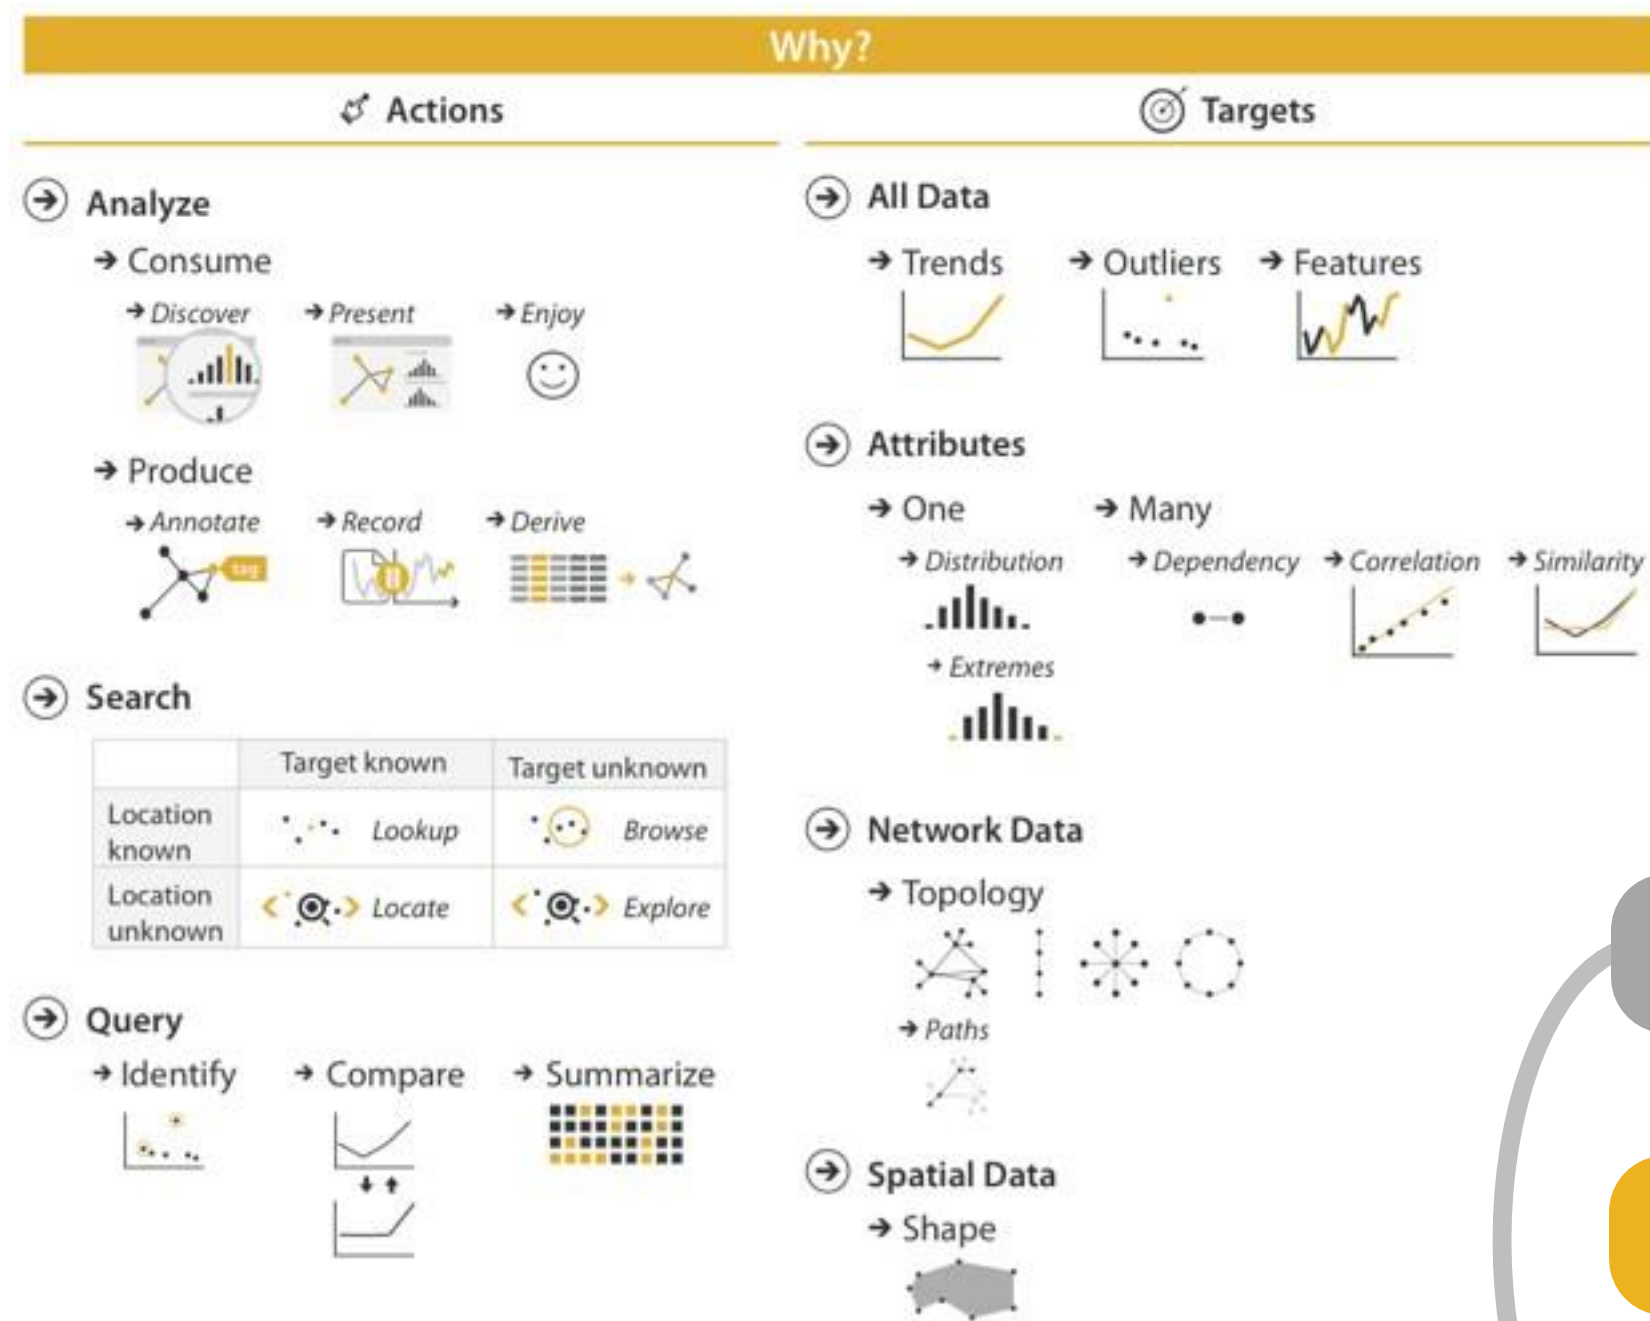 Why?
Actions
Analyze
Consume
Discover Present Enjoy
Produce
Annotate Record Derive
tag
Search
Target known Target unknown
Location known Lookup Browse
Location unknown Locate Explore
Query
Identify Compare Summarize
Targets
All Data
Trends Outliers Features
Attributes
One Many
Distribution Dependency Correlation Similarity
Extremes
Network Data
Topology
Paths
Spatial Data
Shape